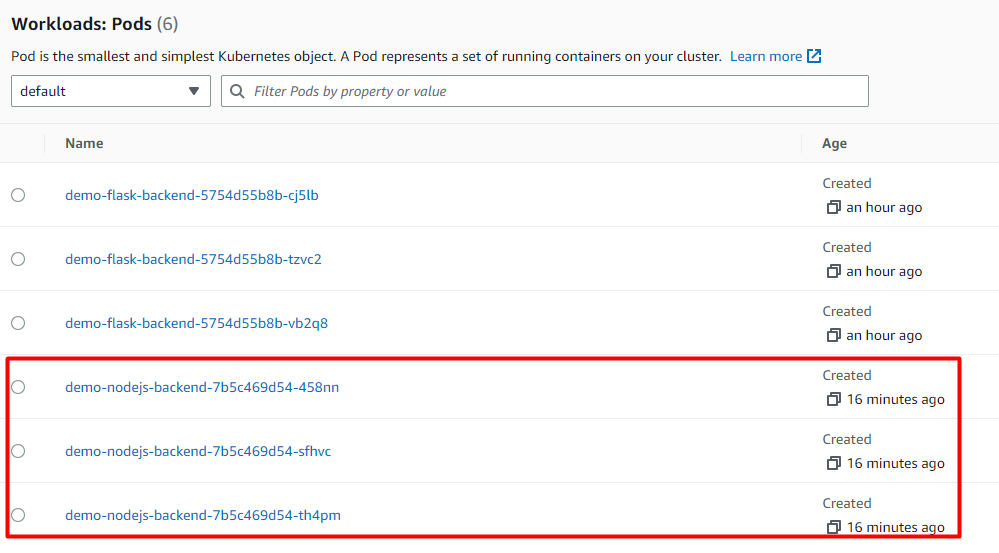 Workloads: Pods (6)
Pod is the smallest and simplest Kubernetes object. A Pod represents a set of running containers on your cluster. Learn more
default Filter Pods by property or value
Name Age
demo-flask-backend-5754d55b8b-cj5lb Created
an hour ago
demo-flask-backend-5754d55b8b-tzvc2 Created
an hour ago
demo-flask-backend-5754d55b8b-vb2q8 Created
an hour ago
demo-nodejs-backend-7b5c469d54-458nn Created
16 minutes ago
demo-nodejs-backend-7b5c469d54-sfhvc Created
16 minutes ago
demo-nodejs-backend-7b5c469d54-th4pm Created
16 minutes ago